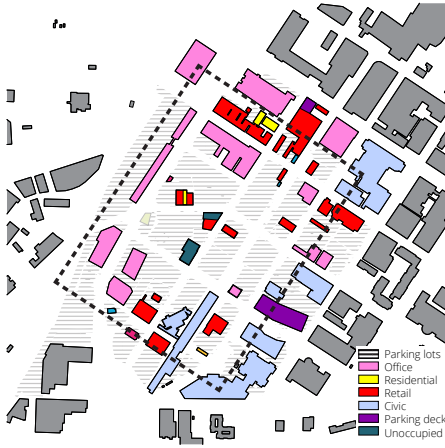 Parking lots
Office
Residential
Retail
Civic
Parking deck
Unoccupied